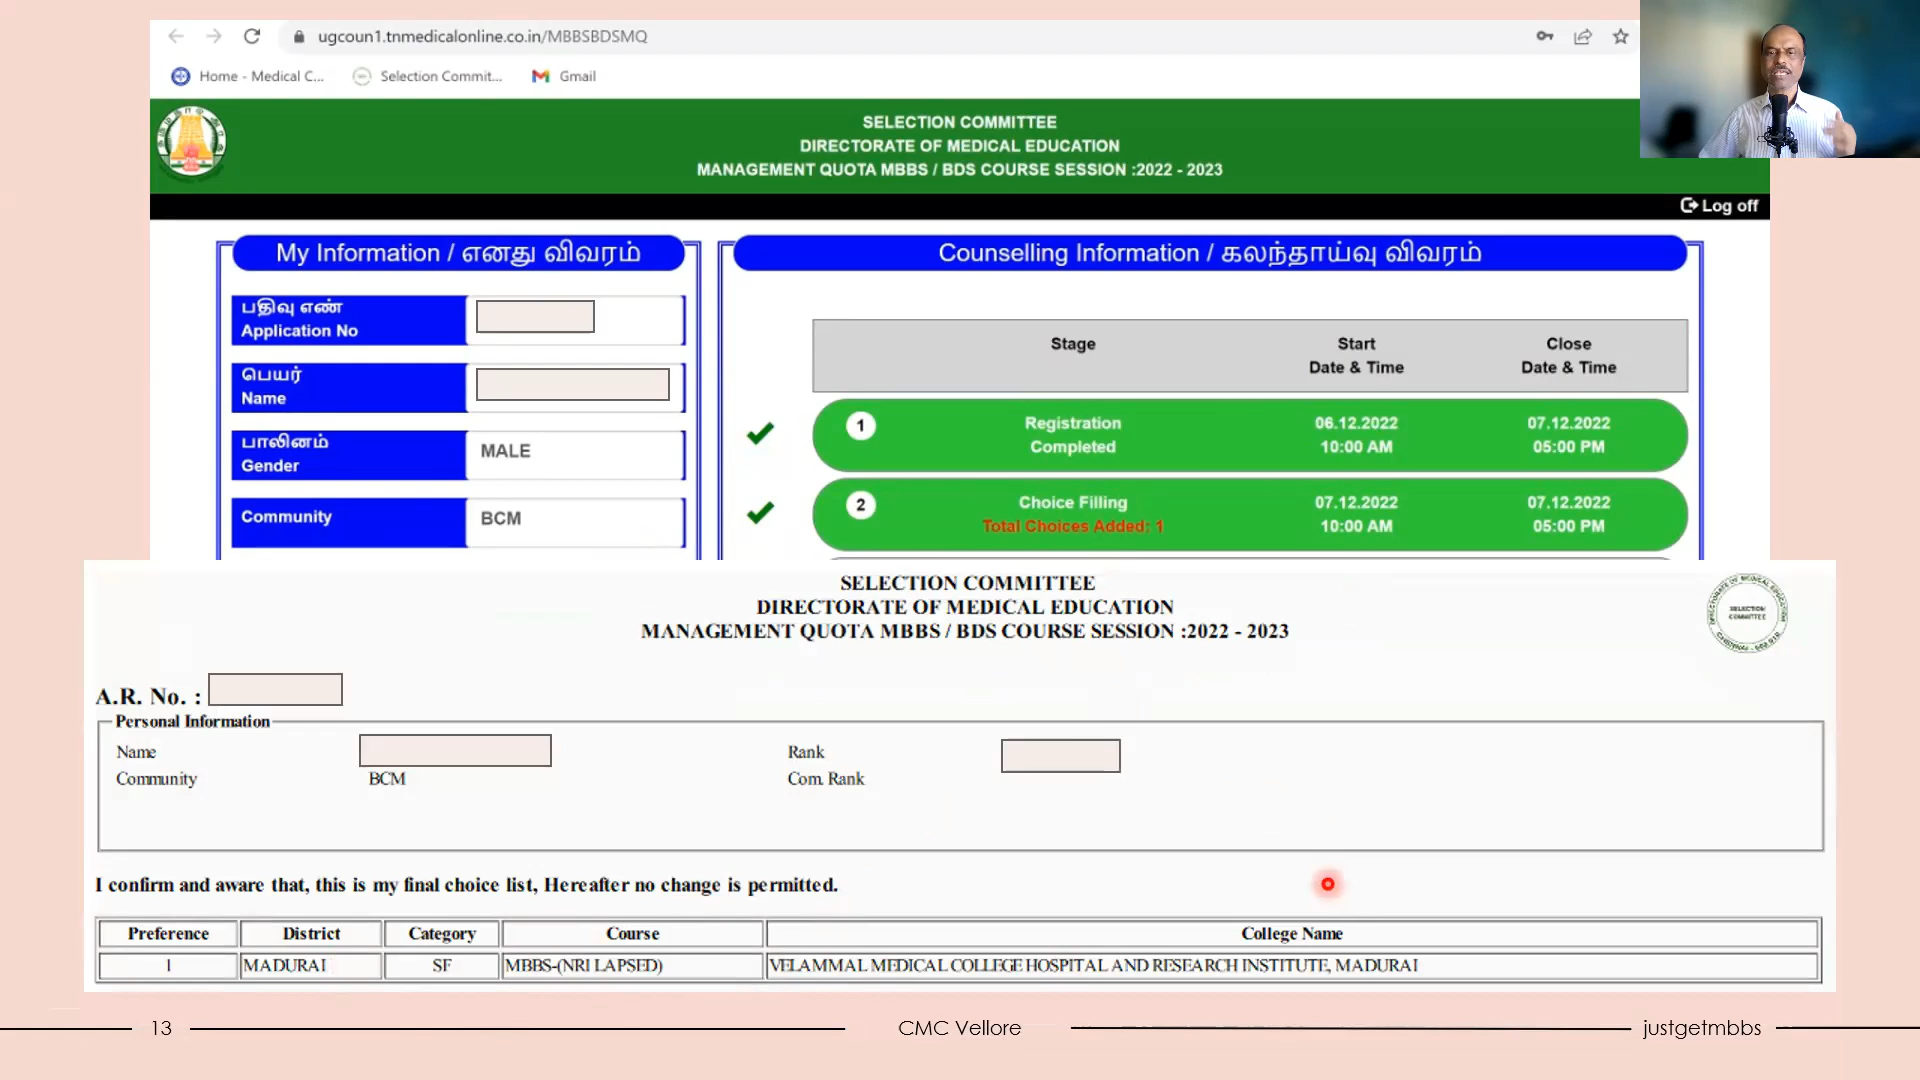 ugcoun1.tnmedicalonline.co.in/MBBSBDSMQ
Home - Medical C...
Selection Commit...
Gmail
SELECTION COMMITTEE
DIRECTORATE OF MEDICAL EDUCATION
MANAGEMENT QUOTA MBBS / BDS COURSE SESSION :2022 - 2023
Log off
My Information / எனது விவரம்
பதிவு எண்
Application No
பெயர்
Name
பாலினம்
Gender
MALE
Community
BCM
Counselling Information / கலந்தாய்வு விவரம்
Stage
Start
Date & Time
Close
Date & Time
1
Registration
Completed
06.12.2022
10:00 AM
07.12.2022
05:00 PM
2
Choice Filling
Total Choices Added: 1
07.12.2022
10:00 AM
07.12.2022
05:00 PM
SELECTION COMMITTEE
DIRECTORATE OF MEDICAL EDUCATION
MANAGEMENT QUOTA MBBS / BDS COURSE SESSION :2022 - 2023
SELECTION
COMMITTEE
A.R. No. :
Personal Information
Name
Rank
Community
BCM
Com. Rank
I confirm and aware that, this is my final choice list, Hereafter no change is permitted.
Preference District Category Course College Name
1 MADURAI SF MBBS-(NRI LAPSED) VELAMMAL MEDICAL COLLEGE HOSPITAL AND RESEARCH INSTITUTE, MADURAI
13
CMC Vellore
justgetmbbs